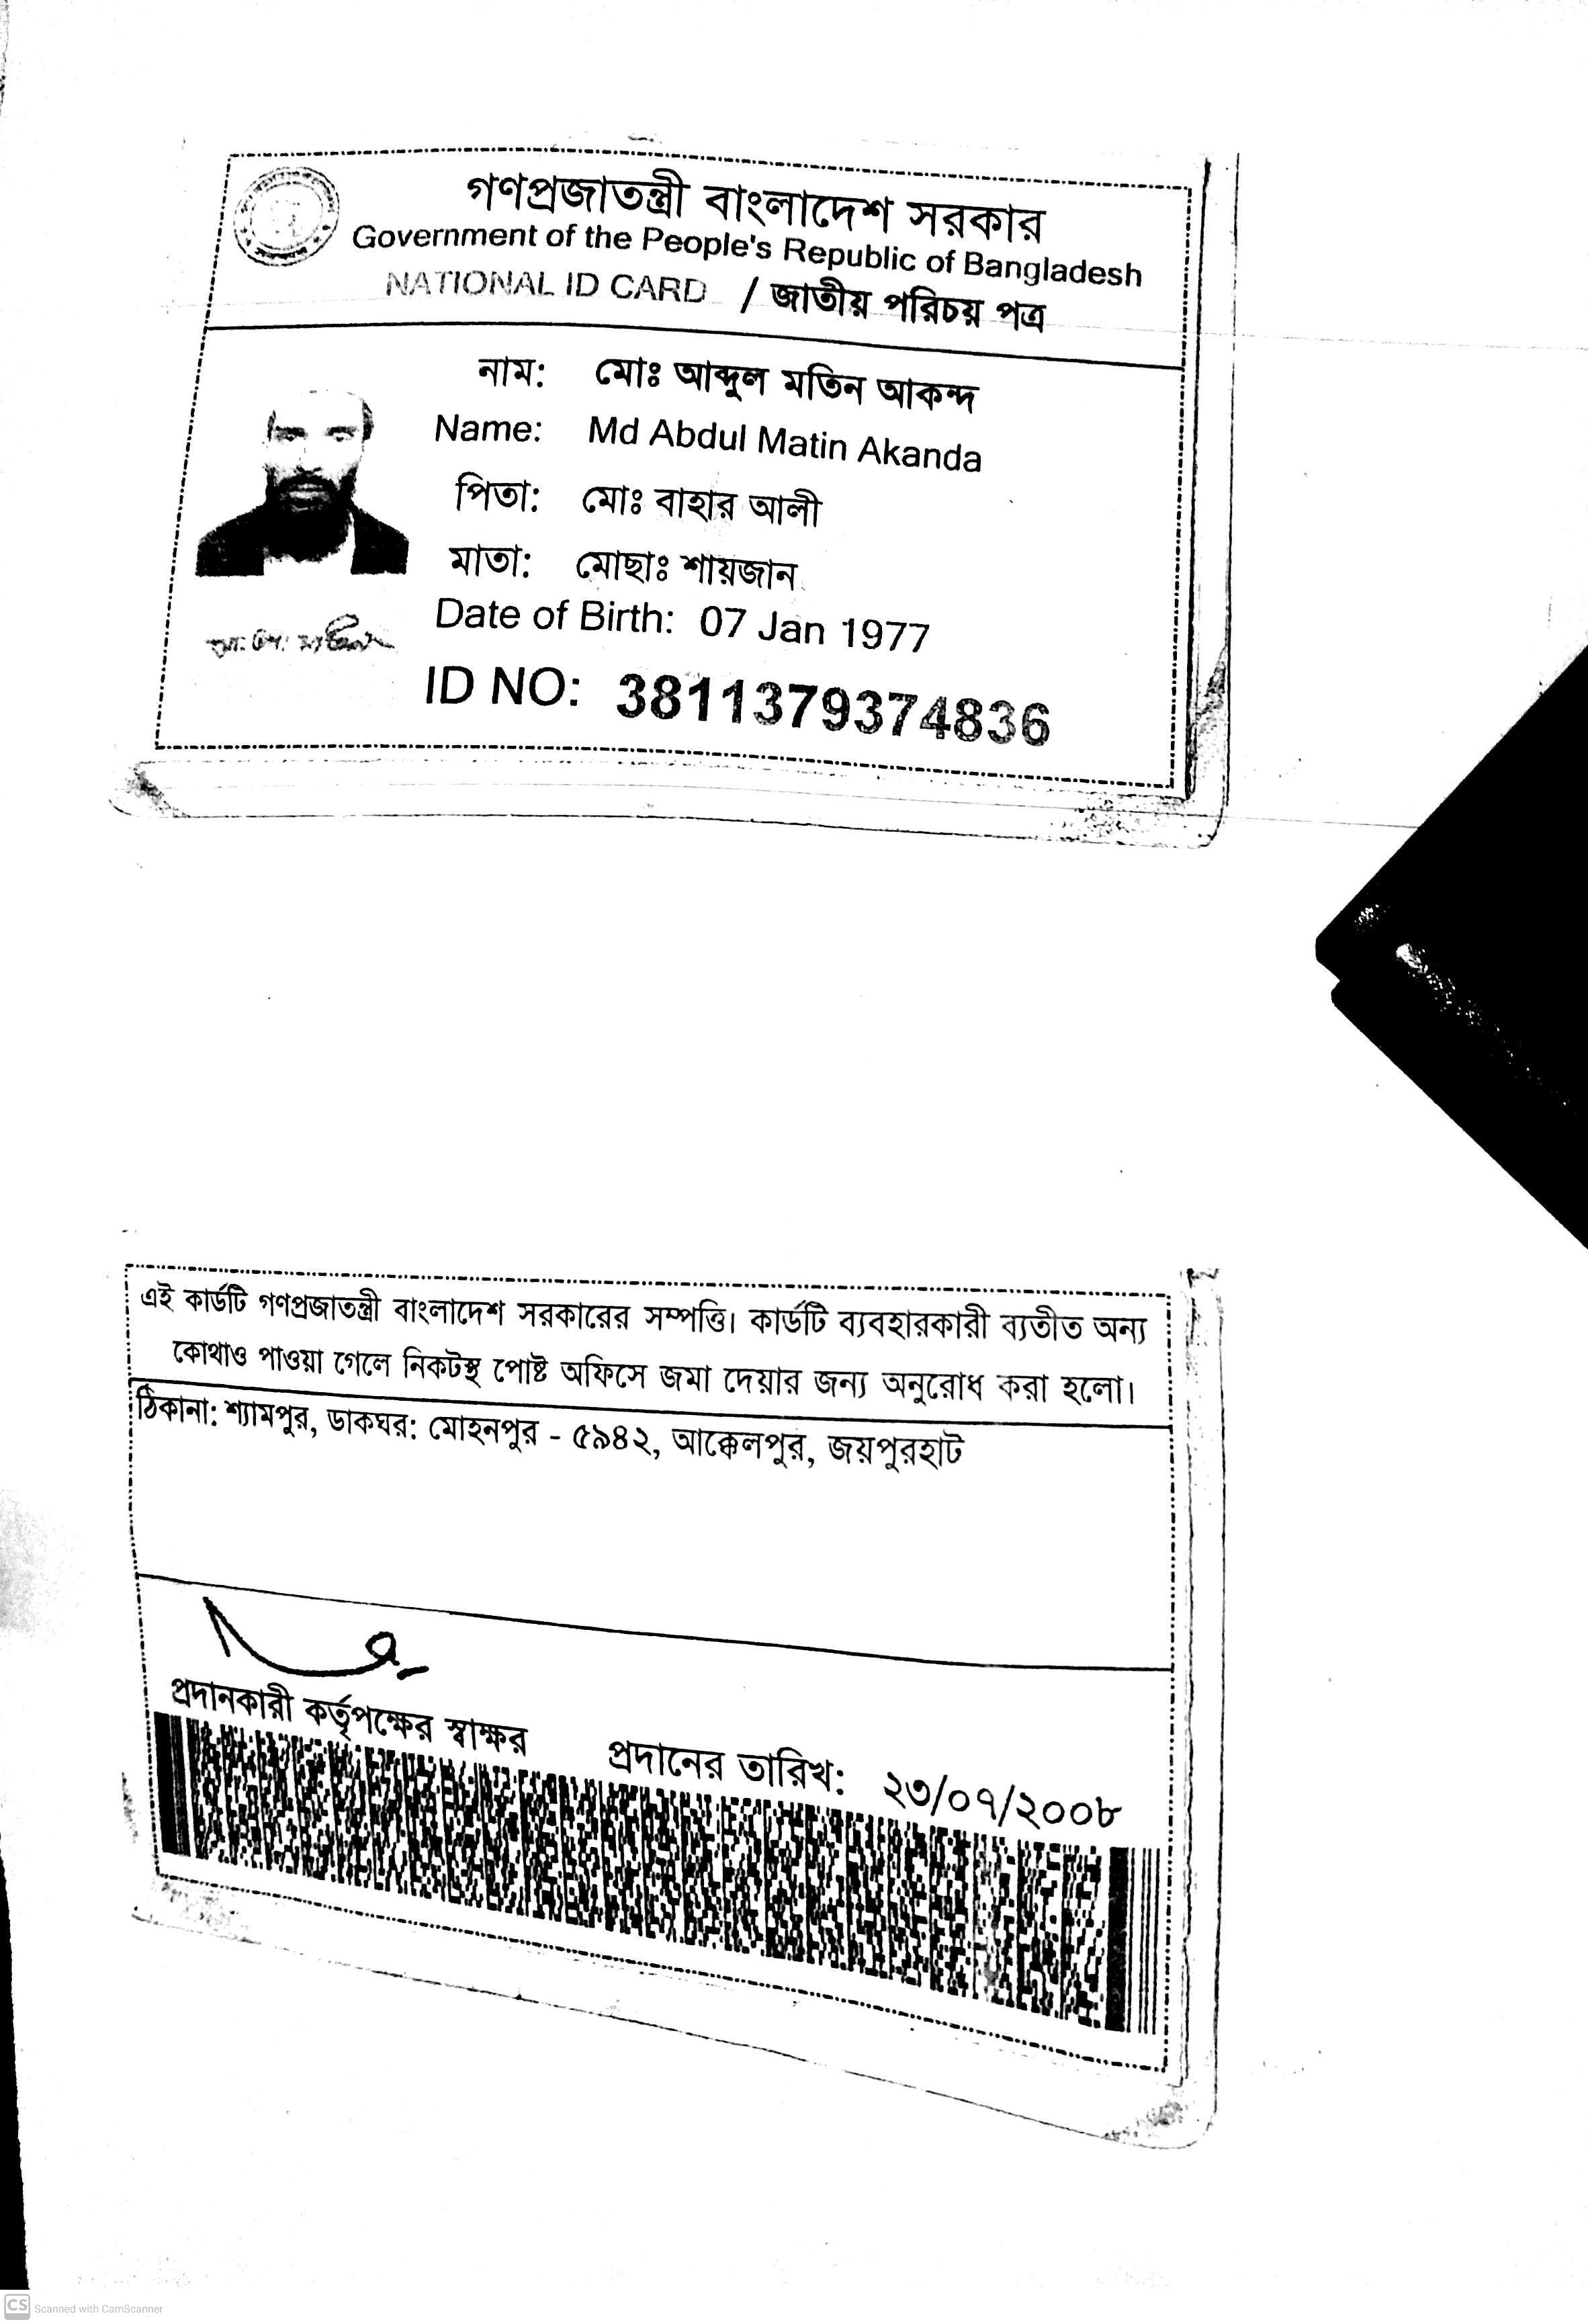 গণপ্রজাতন্ত্রী বাংলাদেশ সরকার
Government of the People's Republic of Bangladesh
NATIONAL ID CARD / জাতীয় পরিচয় পত্র
নাম: মোঃ আব্দুল মতিন আকন্দ
Name: Md Abdul Matin Akanda
পিতা: মোঃ বাহার আলী
মাতা: মোছাঃ শায়জান
Date of Birth: 07 Jan 1977
ID NO: 3811379374836
এই কার্ডটি গণপ্রজাতন্ত্রী বাংলাদেশ সরকারের সম্পত্তি। কার্ডটি ব্যবহারকারী ব্যতীত অন্য
কোথাও পাওয়া গেলে নিকটস্থ পোষ্ট অফিসে জমা দেয়ার জন্য অনুরোধ করা হলো।
ঠিকানা: শ্যামপুর, ডাকঘর: মোহনপুর - ৫৯৪২, আক্কেলপুর, জয়পুরহাট
প্রদানকারী কর্তৃপক্ষের স্বাক্ষর প্রদানের তারিখ: ২৩/০৭/২০০৮
CS Scanned with CamScanner